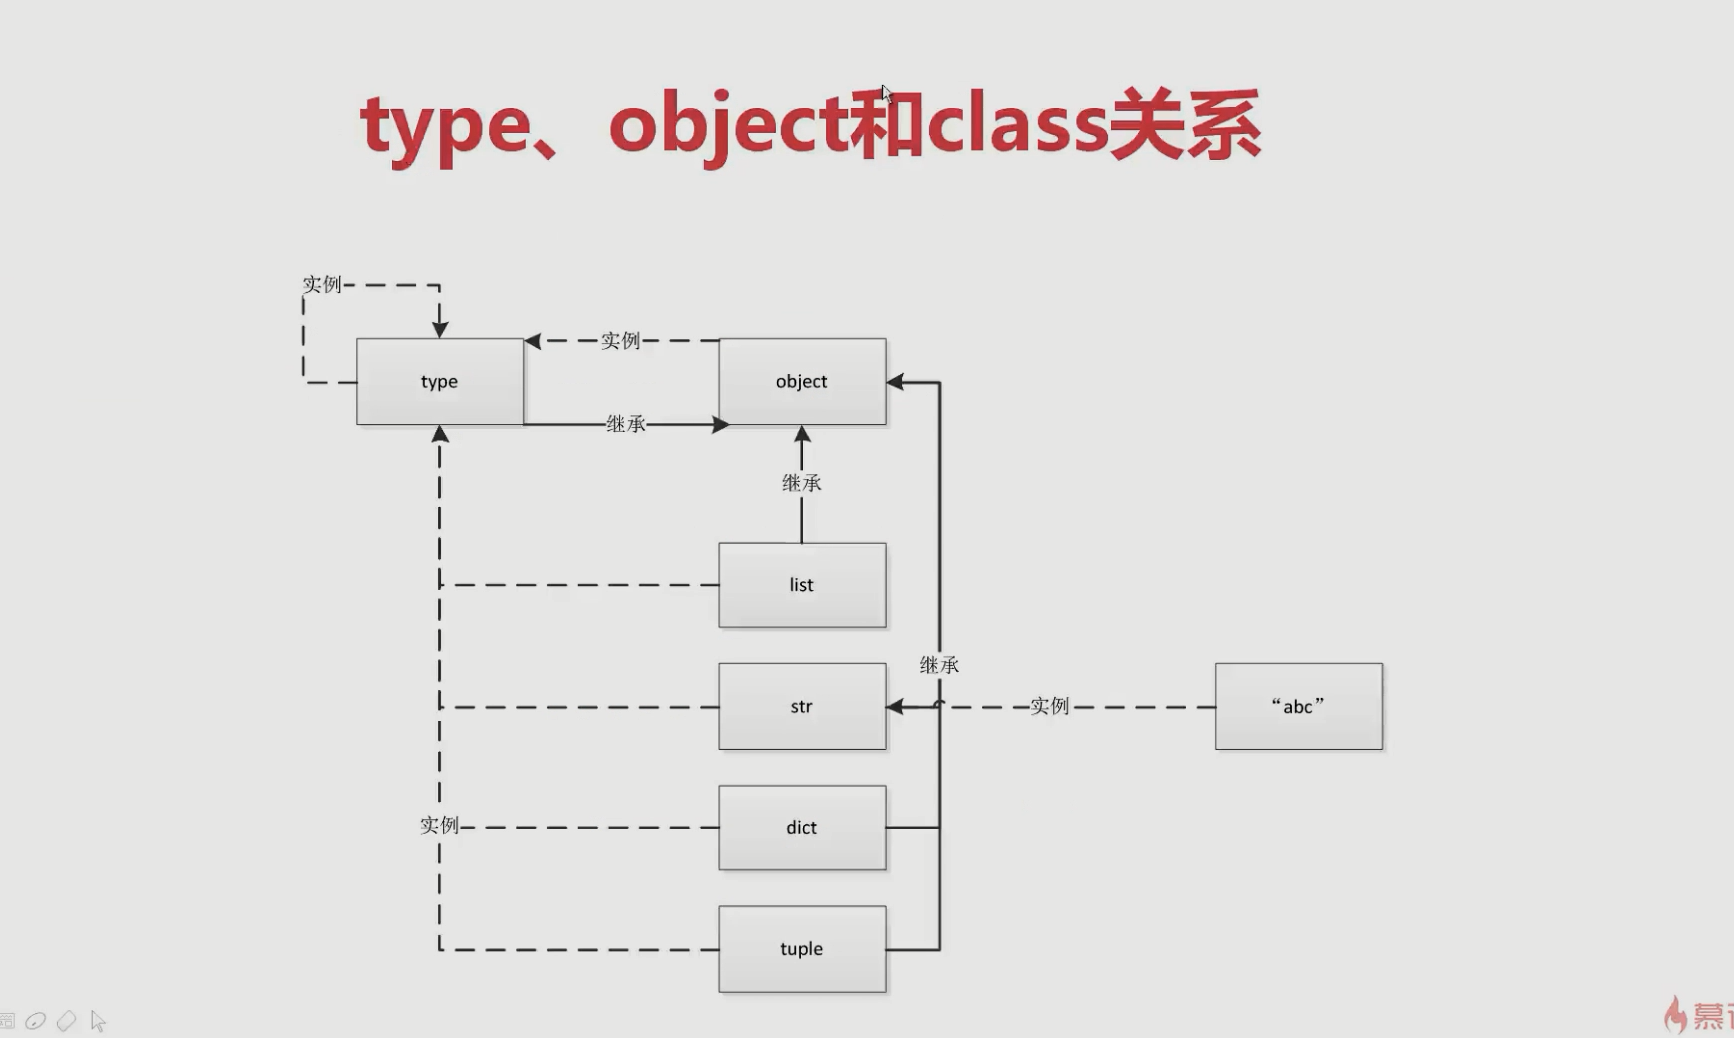 type、object和class关系
实例
实例
type
object
继承
继承
list
继承
str
实例
“abc”
实例
dict
tuple
慕